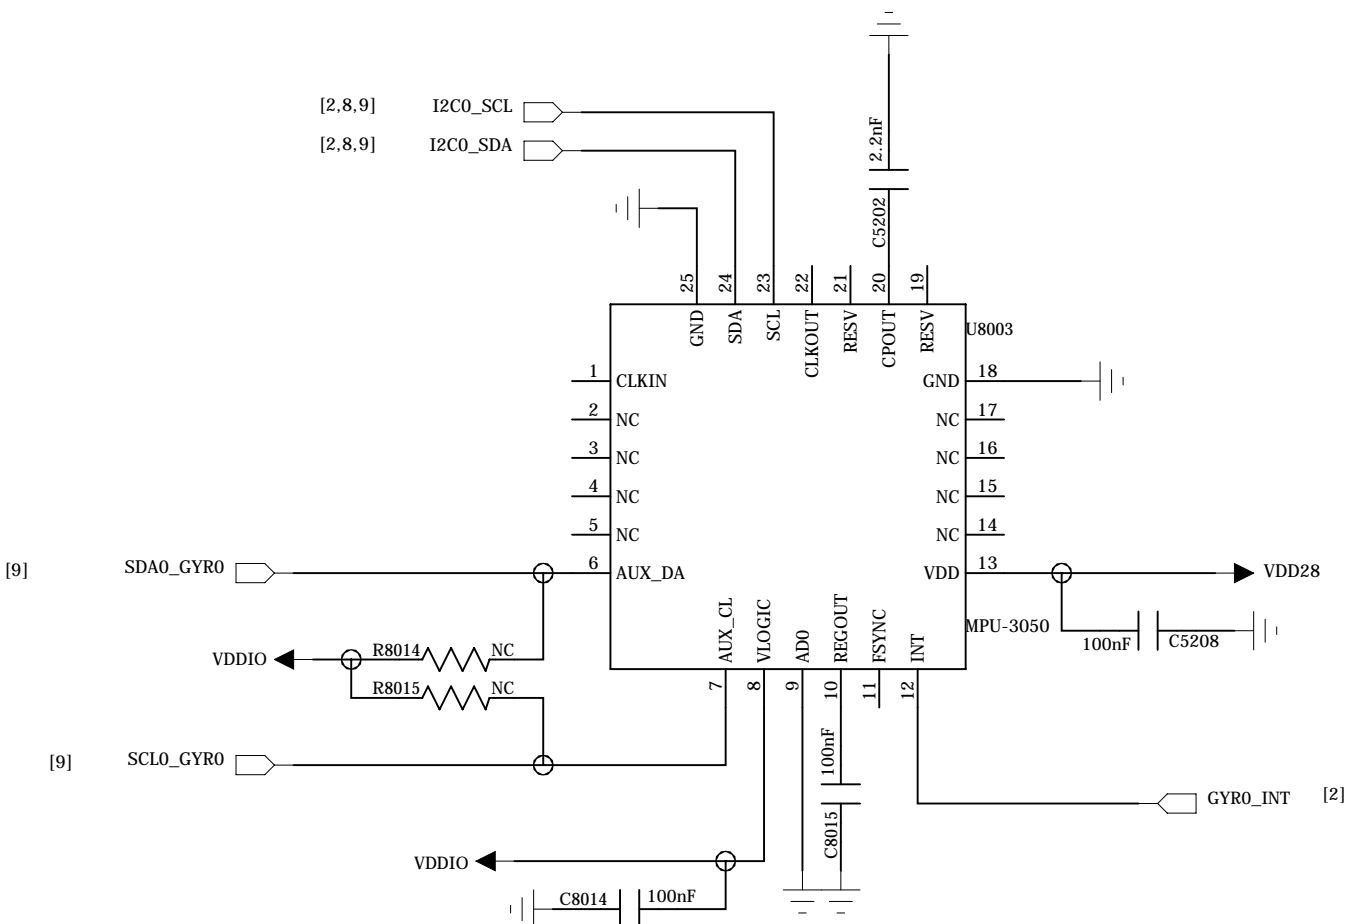 [2,8,9] I2C0_SCL
[2,8,9] I2C0_SDA
2.2nF
C5202
25 24 23 22 21 20 19
GND SDA SCL CLKOUT RESV CPOUT RESV
U8003
1 CLKIN
GND 18
2 NC
NC 17
3 NC
NC 16
4 NC
NC 15
5 NC
NC 14
[9] SDA0_GYRO
6 AUX_DA
VDD 13
VDD28
MPU-3050
100nF C5208
AUX_CL VLOGIC AD0 REGOUT FSYNC INT
7 8 9 10 11 12
VDDIO
R8014 NC
R8015 NC
[9] SCL0_GYRO
100nF
C8015
GYRO_INT [2]
VDDIO
C8014 100nF